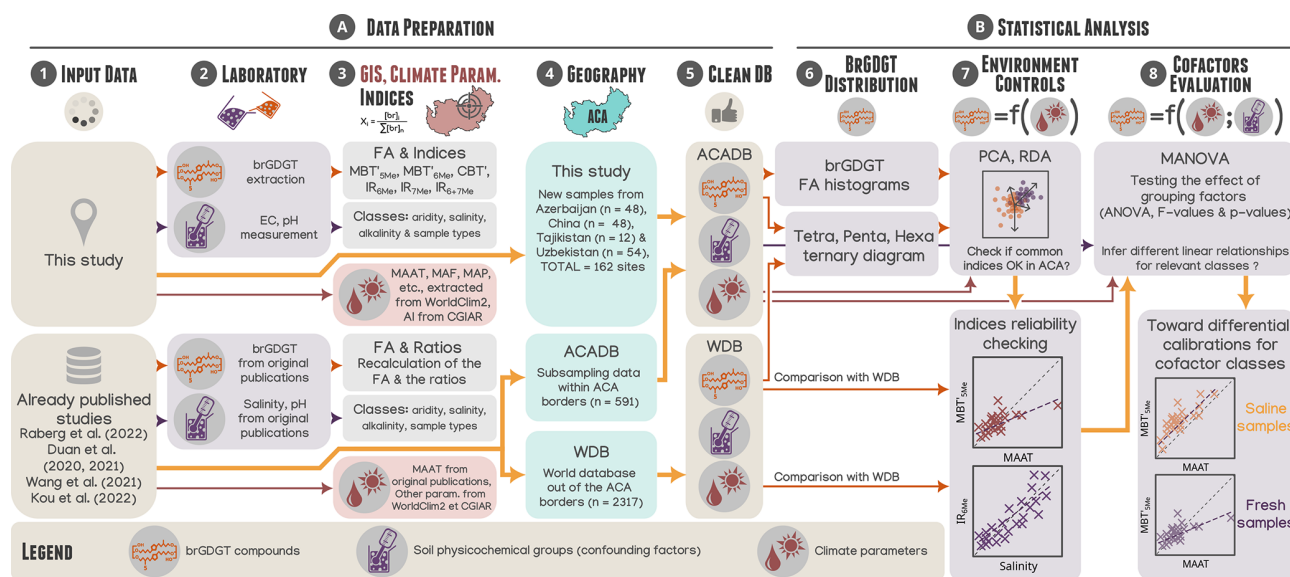 A DATA PREPARATION
B STATISTICAL ANALYSIS
1 INPUT DATA
2 LABORATORY
3 GIS, CLIMATE PARAM.
INDICES
Xᵢ = [br]ᵢ / ∑[br]ₙ
4 GEOGRAPHY
ACA
5 CLEAN DB
6 BRGDGT
DISTRIBUTION
7 ENVIRONMENT
CONTROLS
=f( )
8 COFACTORS
EVALUATION
=f( ; )
This study
brGDGT
extraction
EC, pH
measurement
FA & Indices
MBT'5Me, MBT'6Me, CBT',
IR6Me, IR7Me, IR6+7Me
Classes: aridity, salinity,
alkalinity & sample types
MAAT, MAF, MAP,
etc., extracted
from WorldClim2,
AI from CGIAR
This study
New samples from
Azerbaijan (n = 48),
China (n = 48),
Tajikistan (n = 12) &
Uzbekistan (n = 54),
TOTAL = 162 sites
ACADB
brGDGT
FA histograms
Tetra, Penta, Hexa
ternary diagram
PCA, RDA
Check if common
indices OK in ACA?
MANOVA
Testing the effect of
grouping factors
(ANOVA, F-values & p-values)
Infer different linear relationships
for relevant classes ?
Already published
studies
Raberg et al. (2022)
Duan et al.
(2020, 2021)
Wang et al. (2021)
Kou et al. (2022)
brGDGT
from original
publications
Salinity, pH
from original
publications
FA & Ratios
Recalculation of the
FA & the ratios
Classes: aridity, salinity,
alkalinity, sample types
MAAT from
original publications,
Other param. from
WorldClim2 et CGIAR
ACADB
Subsampling data
within ACA
borders (n = 591)
WDB
World database
out of the ACA
borders (n = 2317)
WDB
Comparison with WDB
Comparison with WDB
Indices reliability
checking
MBT'5Me
MAAT
IR6Me
Salinity
Toward differential
calibrations for
cofactor classes
MBT'5Me
MAAT
Saline
samples
MBT'5Me
MAAT
Fresh
samples
LEGEND
brGDGT compounds
Soil physicochemical groups (confounding factors)
Climate parameters